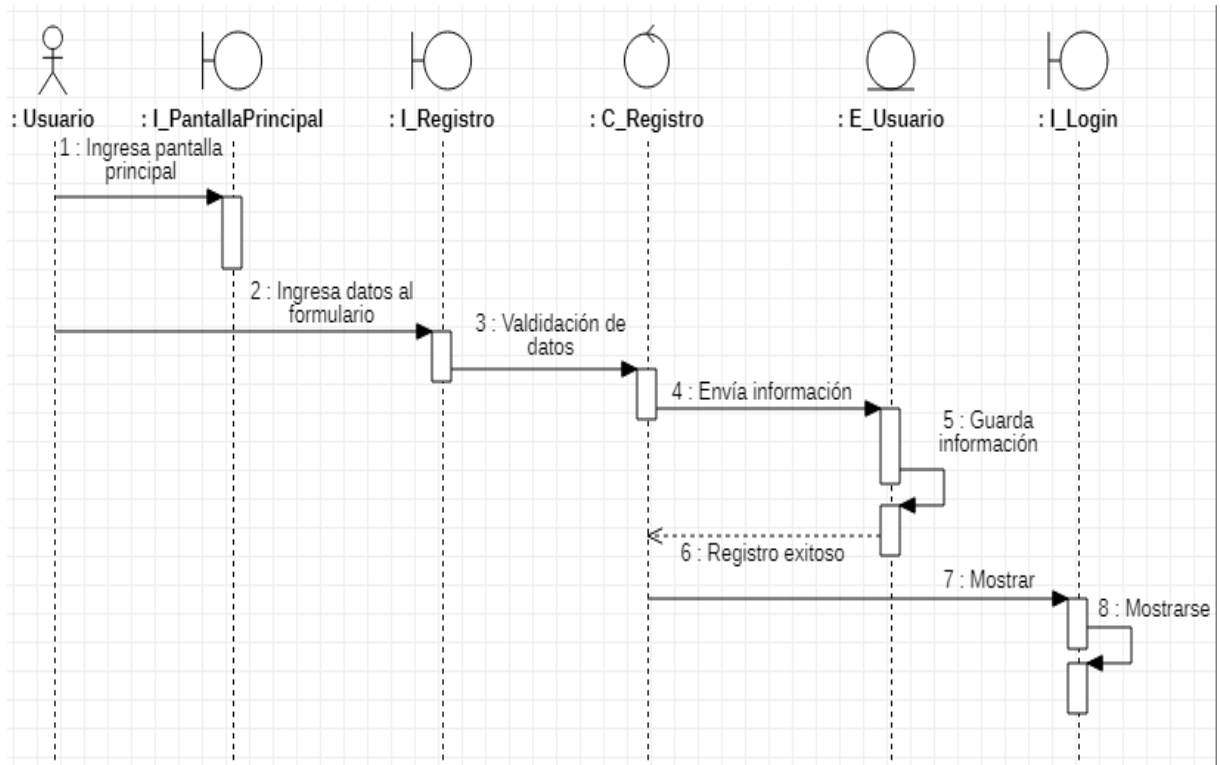 : Usuario
: I_PantallaPrincipal
: I_Registro
: C_Registro
: E_Usuario
: I_Login
1 : Ingresa pantalla
principal
2 : Ingresa datos al
formulario
3 : Valdidación de
datos
4 : Envía información
5 : Guarda
información
6 : Registro exitoso
7 : Mostrar
8 : Mostrarse